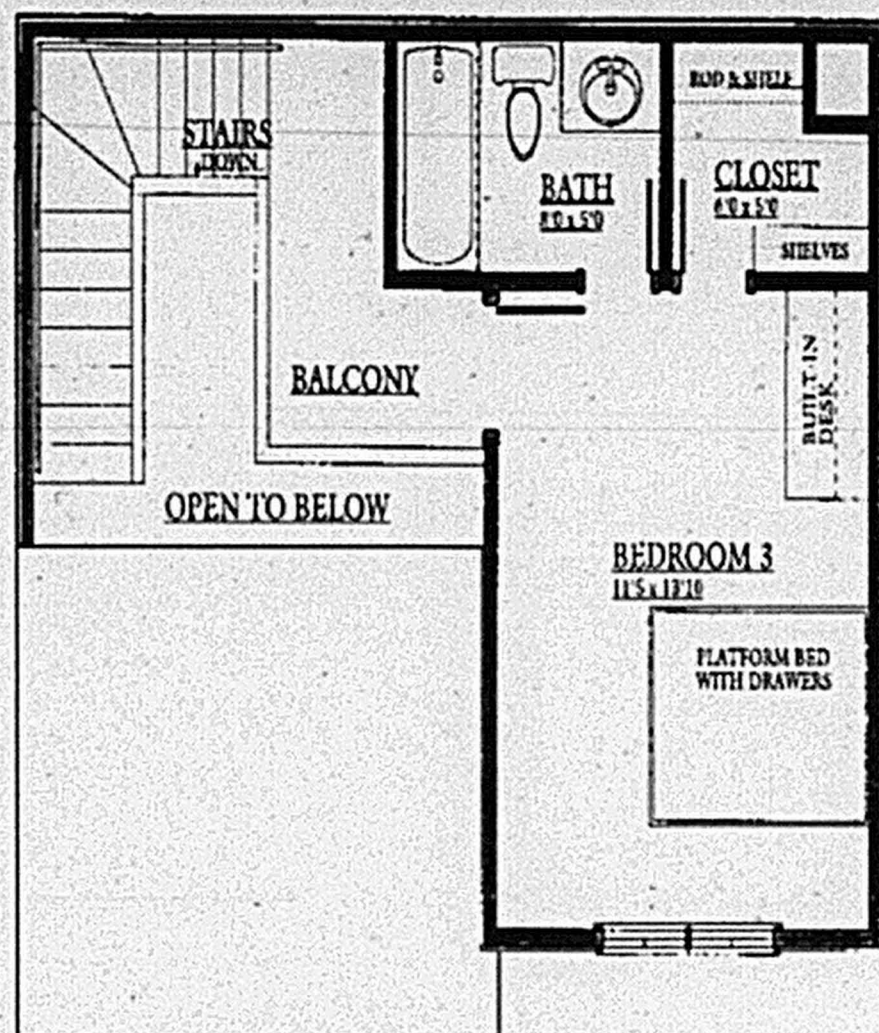 STAIRS
DOWN
ROD & SHELF
BATH
8'0 x 5'0
CLOSET
6'0 x 5'0
SHELVES
BALCONY
BUILT-IN
DESK
OPEN TO BELOW
BEDROOM 3
11'5 x 13'10
PLATFORM BED
WITH DRAWERS